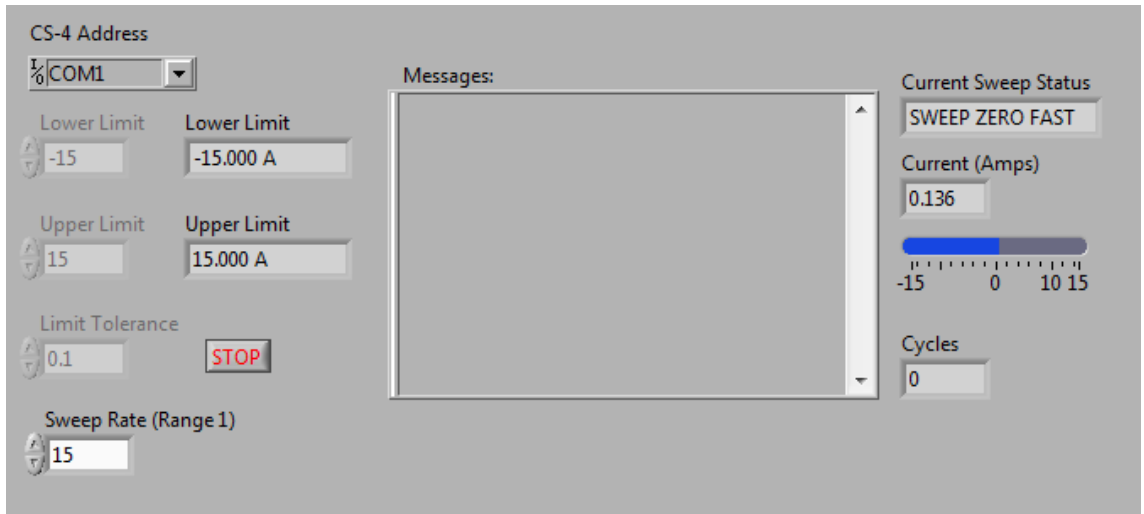 CS-4 Address
I/O COM1
Lower Limit
-15
Lower Limit
-15.000 A
Upper Limit
15
Upper Limit
15.000 A
Limit Tolerance
0.1
STOP
Sweep Rate (Range 1)
15
Messages:
Current Sweep Status
SWEEP ZERO FAST
Current (Amps)
0.136
-15 0 10 15
Cycles
0